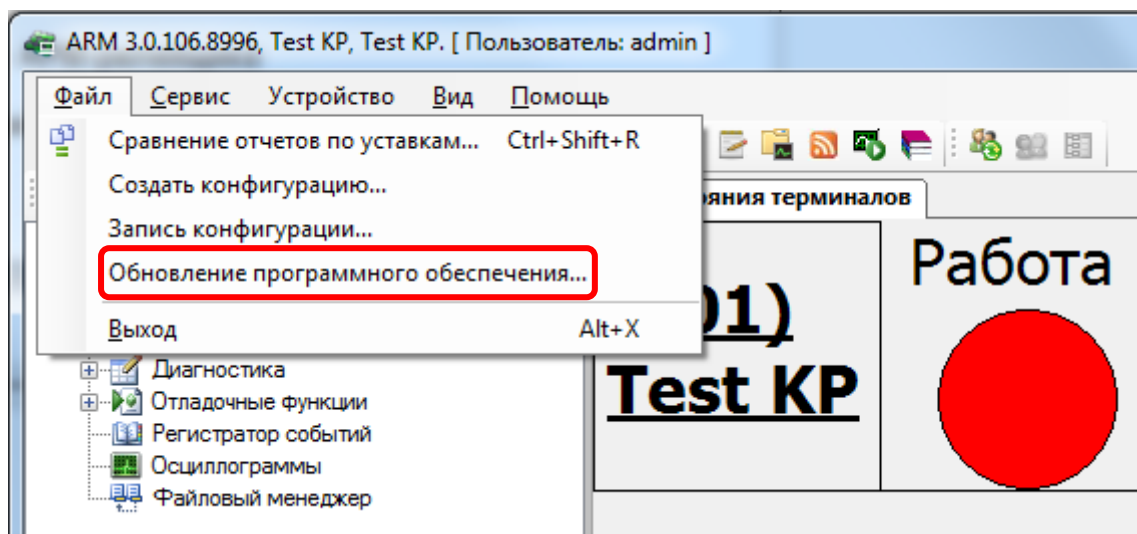 ARM 3.0.106.8996, Test KP, Test KP. [ Пользователь: admin ]
Файл Сервис Устройство Вид Помощь
Сравнение отчетов по уставкам... Ctrl+Shift+R
Создать конфигурацию...
Запись конфигурации...
Обновление программного обеспечения...
Выход Alt+X
Диагностика
Отладочные функции
Регистратор событий
Осциллограммы
Файловый менеджер
яния терминалов
01)
Test KP
Работа